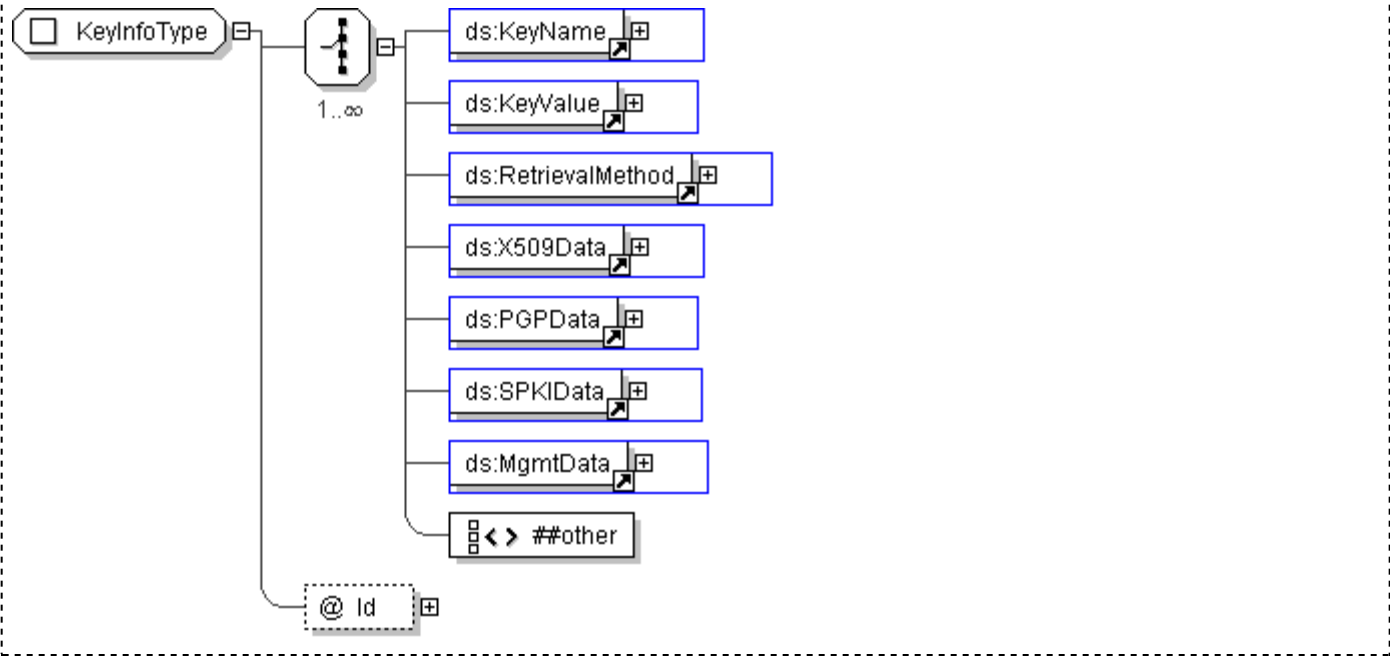 KeyInfoType
ds:KeyName
1..∞
ds:KeyValue
ds:RetrievalMethod
ds:X509Data
ds:PGPData
ds:SPKIData
ds:MgmtData
<> ##other
@ Id